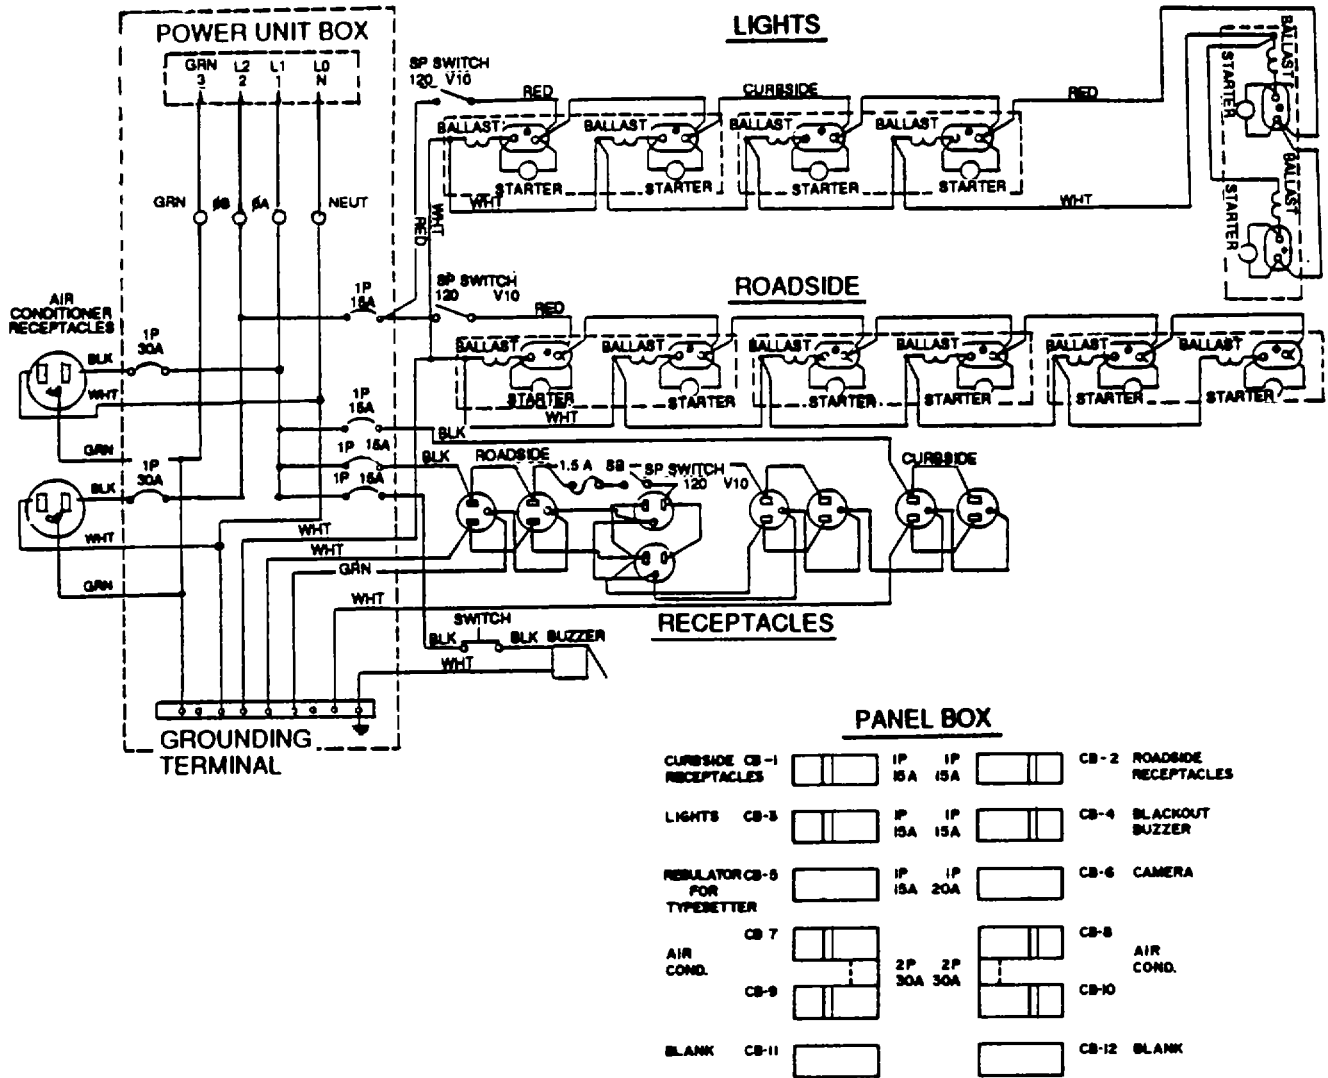 POWER UNIT BOX
GRN L2 L1 L0
3 2 1 N
GRN ØB ØA NEUT
LIGHTS
SP SWITCH
120 V10
RED
CURBSIDE
RED
BALLAST BALLAST BALLAST BALLAST
STARTER STARTER STARTER STARTER
WHT
WHT
BALLAST
STARTER
BALLAST
STARTER
RED
WHT
ROADSIDE
SP SWITCH
120 V10
RED
1P
15A
BALLAST BALLAST BALLAST BALLAST BALLAST BALLAST
STARTER STARTER STARTER STARTER STARTER STARTER
WHT
AIR
CONDITIONER
RECEPTACLES
1P
30A
BLK
WHT
GRN
1P
30A
BLK
WHT
GRN
1P
15A
BLK
1P 15A
BLK
1P 15A
ROADSIDE
1.5 A SB
SP SWITCH
120 V10
CURBSIDE
WHT
WHT
GRN
WHT
RECEPTACLES
SWITCH
BLK BLK BUZZER
WHT
GROUNDING
TERMINAL
PANEL BOX
CURBSIDE CB-1 1P 1P CB-2 ROADSIDE
RECEPTACLES 15A 15A RECEPTACLES
LIGHTS CB-3 1P 1P CB-4 BLACKOUT
15A 15A BUZZER
REBULATOR CB-5 1P 1P CB-6 CAMERA
FOR 15A 20A
TYPESETTER
CB 7 CB-8
AIR 2P 2P AIR
COND. 30A 30A COND.
CB-9 CB-10
BLANK CB-11 CB-12 BLANK